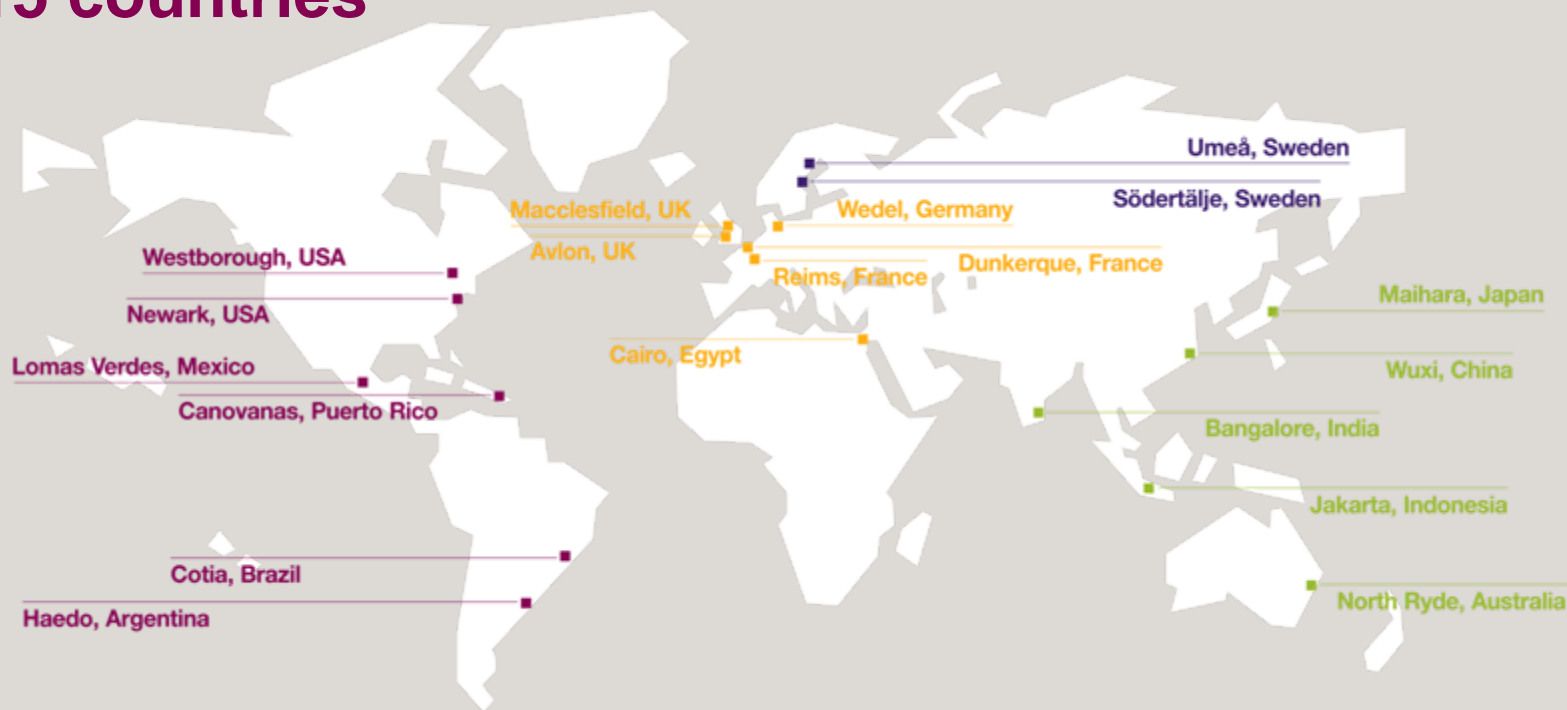 15 countries
Umeå, Sweden
Södertälje, Sweden
Macclesfield, UK
Wedel, Germany
Avlon, UK
Dunkerque, France
Reims, France
Westborough, USA
Newark, USA
Maihara, Japan
Cairo, Egypt
Lomas Verdes, Mexico
Wuxi, China
Canovanas, Puerto Rico
Bangalore, India
Jakarta, Indonesia
Cotia, Brazil
North Ryde, Australia
Haedo, Argentina